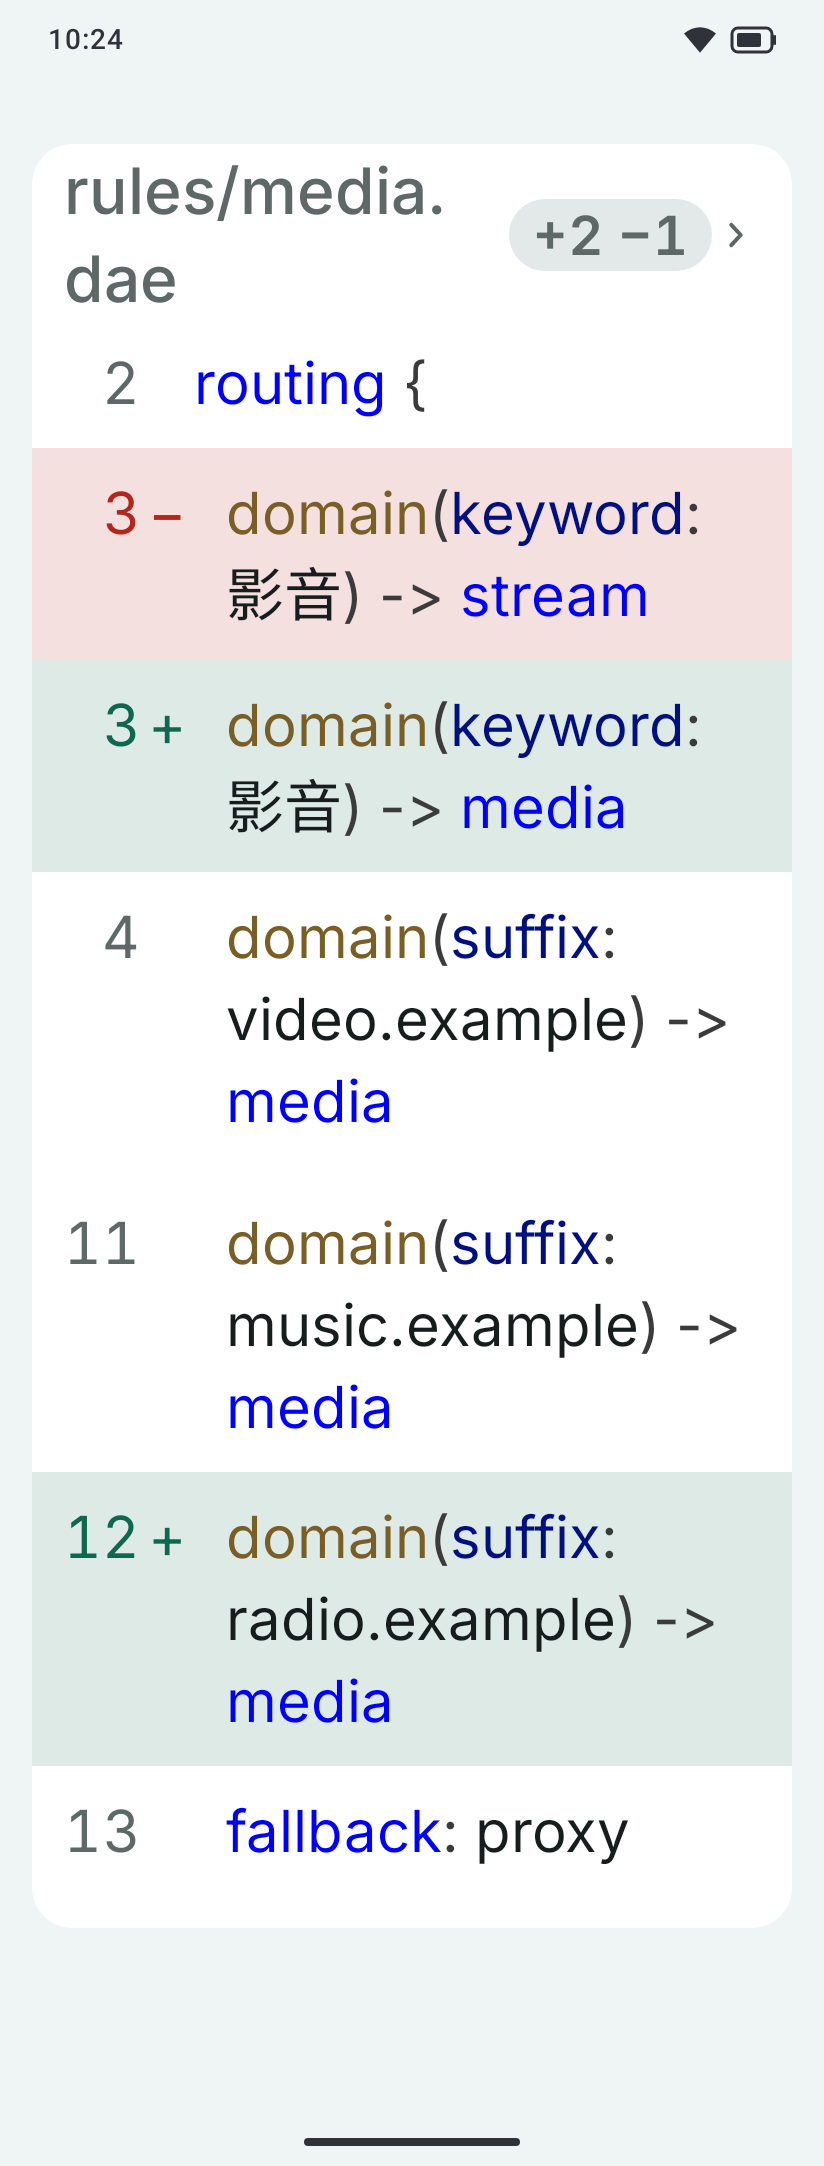 10:24
rules/media.
dae
+2 −1
2 routing {
3 − domain(keyword:
影音) -> stream
3 + domain(keyword:
影音) -> media
4 domain(suffix:
video.example) ->
media
11 domain(suffix:
music.example) ->
media
12 + domain(suffix:
radio.example) ->
media
13 fallback: proxy